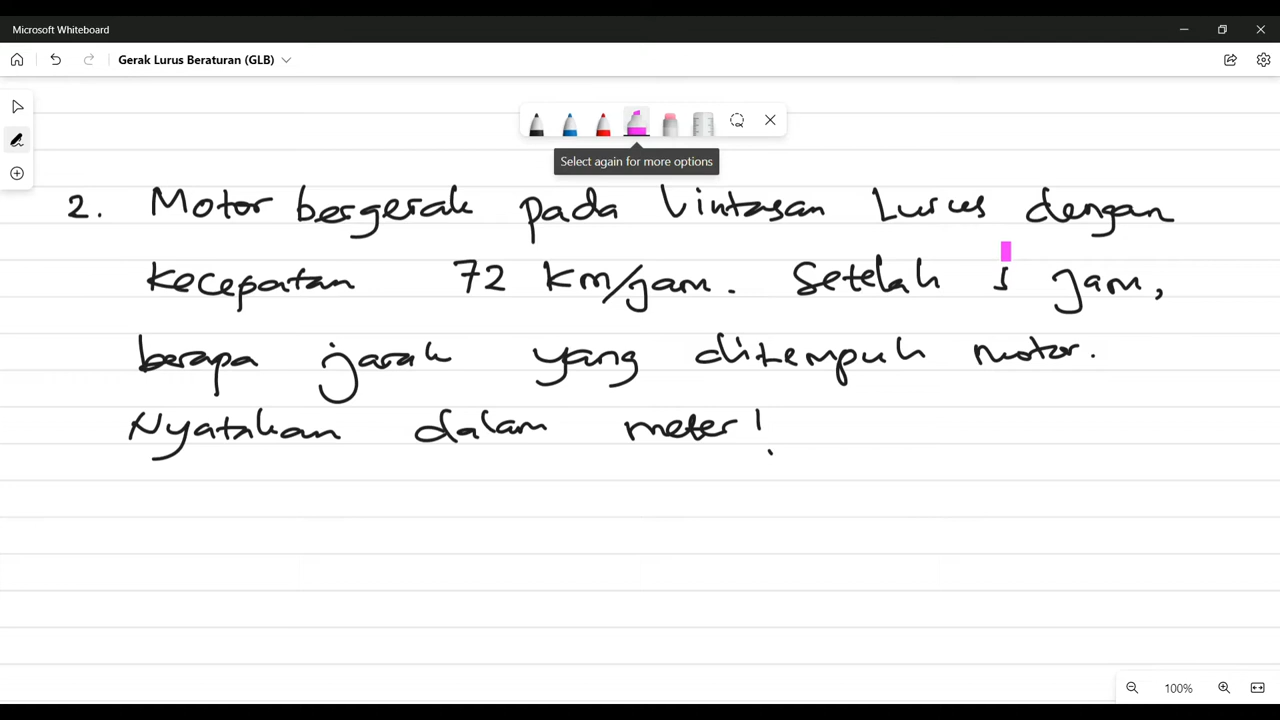 Microsoft Whiteboard
Gerak Lurus Beraturan (GLB)
Select again for more options
2. Motor bergerak pada lintasan Lurus dengan
kecepatan 72 km/jam. Setelah jam,
berapa jarak yang ditempuh motor.
Nyatakan dalam meter!
100%